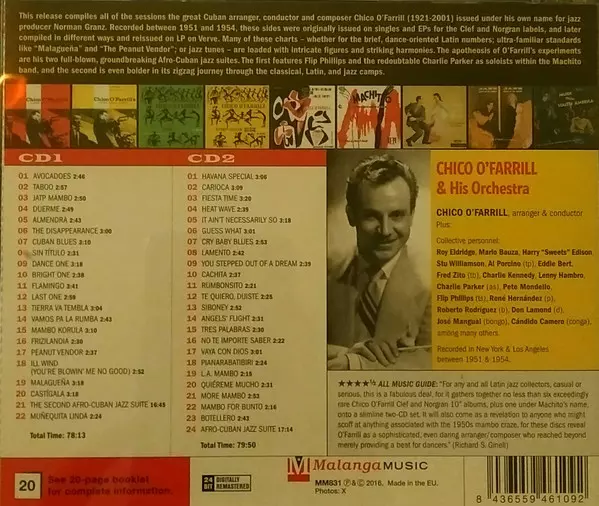 This release compiles all of the sessions the great Cuban arranger, conductor and composer Chico O'Farrill (1921-2001) issued under his own name for jazz
producer Norman Granz. Recorded between 1951 and 1954, these sides were originally issued on singles and EPs for the Clef and Norgran labels, and later
compiled in different ways and reissued on LP on Verve. Many of these charts – whether for the brief, dance-oriented Latin numbers; ultra-familiar standards
like "Malagueña" and "The Peanut Vendor"; or jazz tunes – are loaded with intricate figures and striking harmonies. The apotheosis of O'Farrill's experiments
are his two full-blown, groundbreaking Afro-Cuban jazz suites. The first features Flip Phillips and the redoubtable Charlie Parker as soloists within the Machito
band, and the second is even bolder in its zigzag journey through the classical, Latin, and jazz camps.
Chico O'Farrill's
MACHITO
CD1
01 AVOCADOES 2:46
02 TABOO 2:57
03 JATP MAMBO 2:50
04 DUERME 2:49
05 ALMENDRA 2:43
06 THE DISAPPEARANCE 3:00
07 CUBAN BLUES 3:10
08 SIN TÍTULO 2:31
09 DANCE ONE 3:18
10 BRIGHT ONE 2:38
11 FLAMINGO 2:41
12 LAST ONE 2:59
13 TIERRA VA TEMBLA 3:04
14 VAMOS PA LA RUMBA 2:43
15 MAMBO KORULA 3:10
16 FRIZILANDIA 2:30
17 PEANUT VENDOR 2:37
18 ILL WIND
(YOU'RE BLOWIN' ME NO GOOD) 2:52
19 MALAGUEÑA 3:18
20 CASTÍGALA 3:18
21 THE SECOND AFRO-CUBAN JAZZ SUITE 16:45
22 MUÑEQUITA LINDA 2:24
Total Time: 78:13
CD2
01 HAVANA SPECIAL 3:06
02 CARIOCA 3:09
03 FIESTA TIME 3:20
04 HEAT WAVE 2:39
05 IT AIN'T NECESSARILY SO 3:18
06 GUESS WHAT 3:01
07 CRY BABY BLUES 2:53
08 LAMENTO 2:42
09 YOU STEPPED OUT OF A DREAM 2:39
10 CACHITA 2:37
11 RUMBONSITO 2:21
12 TE QUIERO, DIJISTE 2:25
13 SIBONEY 2:52
14 ANGELS' FLIGHT 2:31
15 TRES PALABRAS 2:30
16 NO TE IMPORTE SABER 2:22
17 VAYA CON DIOS 3:01
18 PIANARABATIBIRI 2:24
19 L.A. MAMBO 2:15
20 QUIÉREME MUCHO 2:31
21 MORE MAMBO 2:53
22 MAMBO FOR BUNTO 2:16
23 BOTELLERO 2:43
24 AFRO-CUBAN JAZZ SUITE 17:14
Total Time: 79:50
CHICO O'FARRILL
& His Orchestra
CHICO O'FARRILL, arranger & conductor
Plus:
Collective personnel:
Roy Eldridge, Mario Bauza, Harry "Sweets" Edison
Stu Williamson, Al Porcino (tp), Eddie Bert,
Fred Zito (tb), Charlie Kennedy, Lenny Hambro,
Charlie Parker (as), Pete Mondello,
Flip Phillips (ts), René Hernández (p),
Roberto Rodríguez (b), Don Lamond (d),
José Mangual (bongo), Cándido Camero (conga),
among many others.
Recorded in New York & Los Angeles
between 1951 & 1954.
★★★★½ ALL MUSIC GUIDE: "For any and all Latin jazz collectors, casual or
serious, this is a fabulous deal, for it gathers together no less than six exceedingly
rare Chico O'Farrill Clef and Norgran 10" albums, plus one under Machito's name,
onto a slimline two-CD set. It will also come as a revelation to anyone who might
scoff at anything associated with the 1950s mambo craze, for these discs reveal
O'Farrill as a sophisticated, even daring arranger/composer who reached beyond
merely providing a beat for dancers." (Richard S. Ginell)
20
See 20-page booklet
for complete information.
24 BIT DIGITALLY REMASTERED
M Malanga MUSIC
MM831 Ⓟ & © 2016. Made in the EU.
Photos: X
8 436559 461092